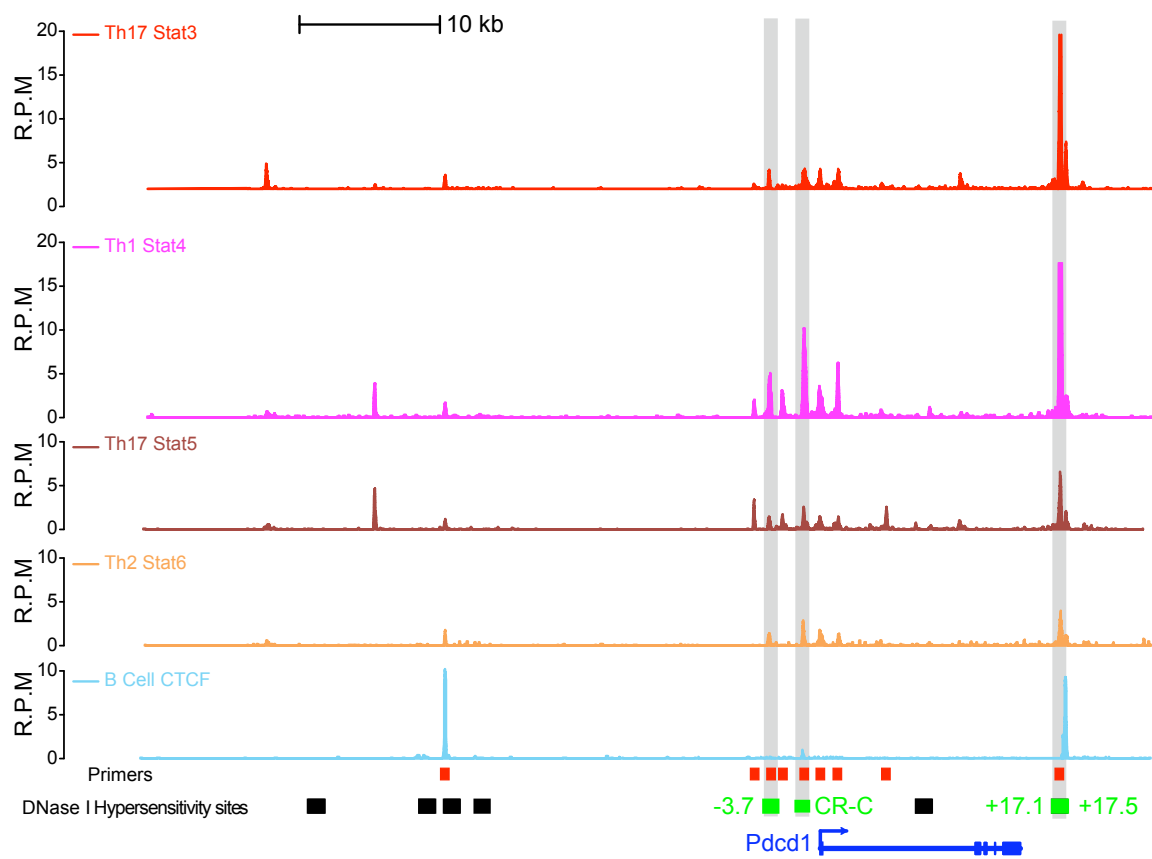 10 kb
Th17 Stat3
R.P.M
20
15
10
5
0
Th1 Stat4
R.P.M
20
15
10
5
0
Th17 Stat5
R.P.M
10
5
0
Th2 Stat6
R.P.M
10
5
0
B Cell CTCF
R.P.M
10
5
0
Primers
DNase I Hypersensitivity sites -3.7 CR-C +17.1 +17.5
Pdcd1